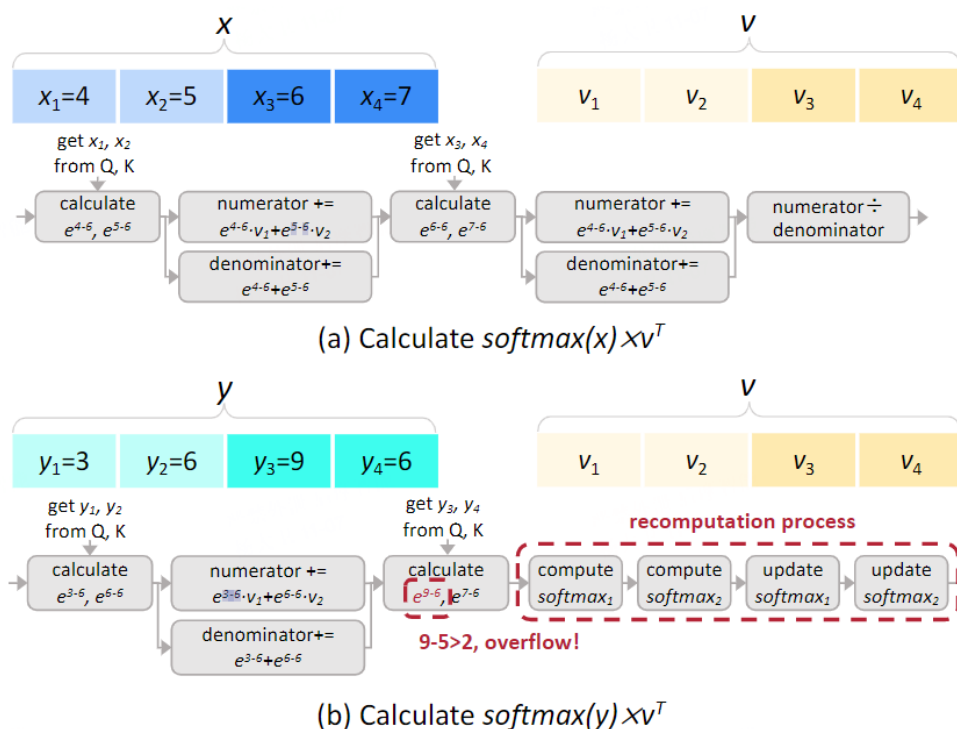 x
v
x₁=4 x₂=5 x₃=6 x₄=7 v₁ v₂ v₃ v₄
get x₁, x₂
from Q, K
get x₃, x₄
from Q, K
calculate
e⁴⁻⁶, e⁵⁻⁶
numerator +=
e⁴⁻⁶·v₁+e⁵⁻⁶·v₂
denominator+=
e⁴⁻⁶+e⁵⁻⁶
calculate
e⁶⁻⁶, e⁷⁻⁶
numerator +=
e⁴⁻⁶·v₁+e⁵⁻⁶·v₂
denominator+=
e⁴⁻⁶+e⁵⁻⁶
numerator ÷
denominator
(a) Calculate softmax(x)×vᵀ
y
v
y₁=3 y₂=6 y₃=9 y₄=6 v₁ v₂ v₃ v₄
get y₁, y₂
from Q, K
get y₃, y₄
from Q, K
recomputation process
calculate
e³⁻⁶, e⁶⁻⁶
numerator +=
e³⁻⁶·v₁+e⁶⁻⁶·v₂
denominator+=
e³⁻⁶+e⁶⁻⁶
calculate
e⁹⁻⁶, e⁷⁻⁶
9-5>2, overflow!
compute
softmax₁
compute
softmax₂
update
softmax₁
update
softmax₂
(b) Calculate softmax(y)×vᵀ